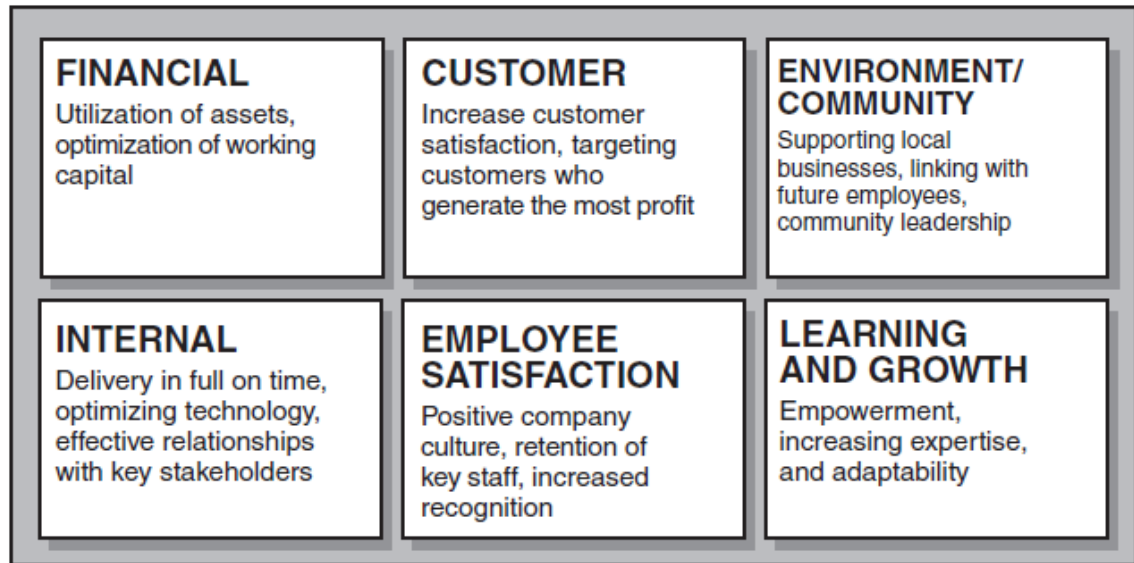 FINANCIAL
Utilization of assets,
optimization of working
capital
CUSTOMER
Increase customer
satisfaction, targeting
customers who
generate the most profit
ENVIRONMENT/
COMMUNITY
Supporting local
businesses, linking with
future employees,
community leadership
INTERNAL
Delivery in full on time,
optimizing technology,
effective relationships
with key stakeholders
EMPLOYEE
SATISFACTION
Positive company
culture, retention of
key staff, increased
recognition
LEARNING
AND GROWTH
Empowerment,
increasing expertise,
and adaptability